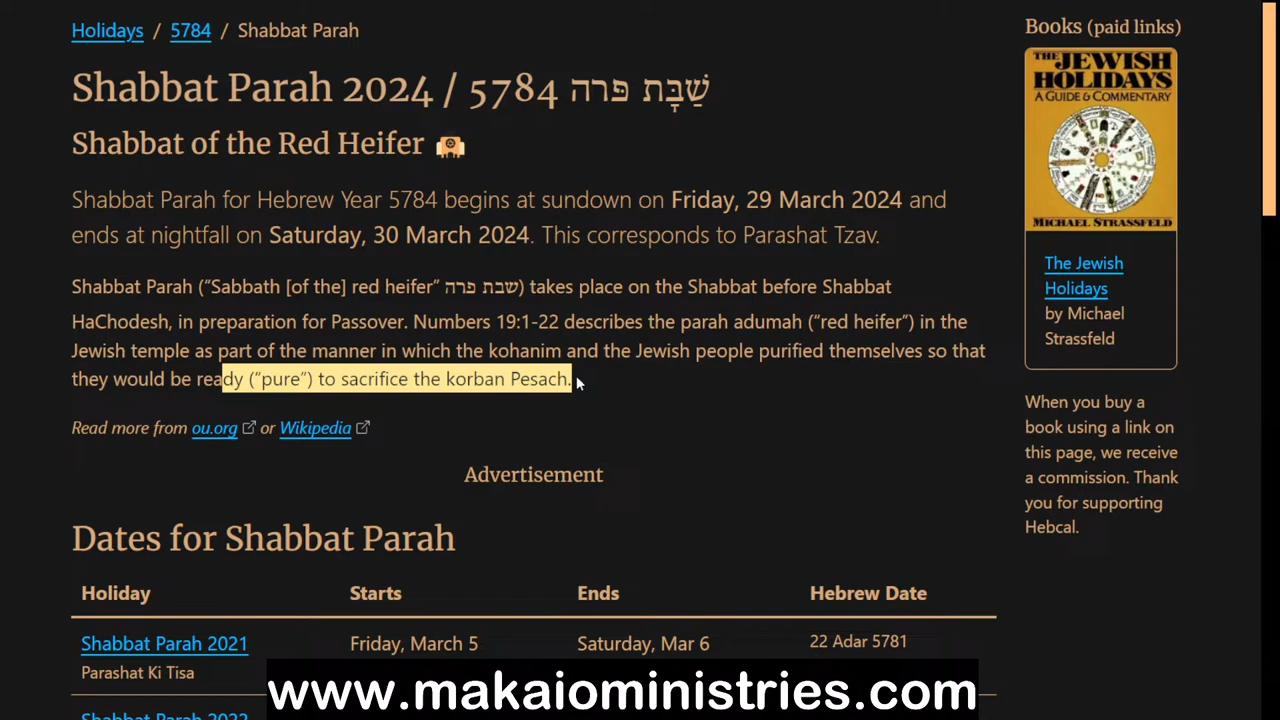 Holidays / 5784 / Shabbat Parah
Shabbat Parah 2024 / 5784 שַׁבָּת פּרה
Shabbat of the Red Heifer
Shabbat Parah for Hebrew Year 5784 begins at sundown on Friday, 29 March 2024 and
ends at nightfall on Saturday, 30 March 2024. This corresponds to Parashat Tzav.
Shabbat Parah (“Sabbath [of the] red heifer” שבת פרה) takes place on the Shabbat before Shabbat
HaChodesh, in preparation for Passover. Numbers 19:1-22 describes the parah adumah (“red heifer”) in the
Jewish temple as part of the manner in which the kohanim and the Jewish people purified themselves so that
they would be ready (“pure”) to sacrifice the korban Pesach.
Read more from ou.org or Wikipedia
Advertisement
Dates for Shabbat Parah
Holiday Starts Ends Hebrew Date
Shabbat Parah 2021 Friday, March 5 Saturday, Mar 6 22 Adar 5781
Parashat Ki Tisa
www.makaioministries.com
Books (paid links)
THE JEWISH
HOLIDAYS
A GUIDE & COMMENTARY
MICHAEL STRASSFELD
The Jewish
Holidays
by Michael
Strassfeld
When you buy a
book using a link on
this page, we receive
a commission. Thank
you for supporting
Hebcal.